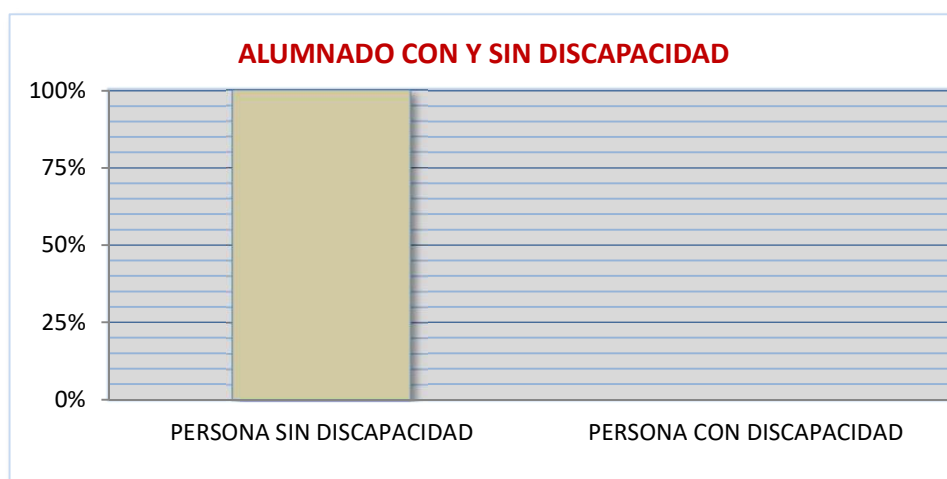 ALUMNADO CON Y SIN DISCAPACIDAD
100%
75%
50%
25%
0%
PERSONA SIN DISCAPACIDAD
PERSONA CON DISCAPACIDAD